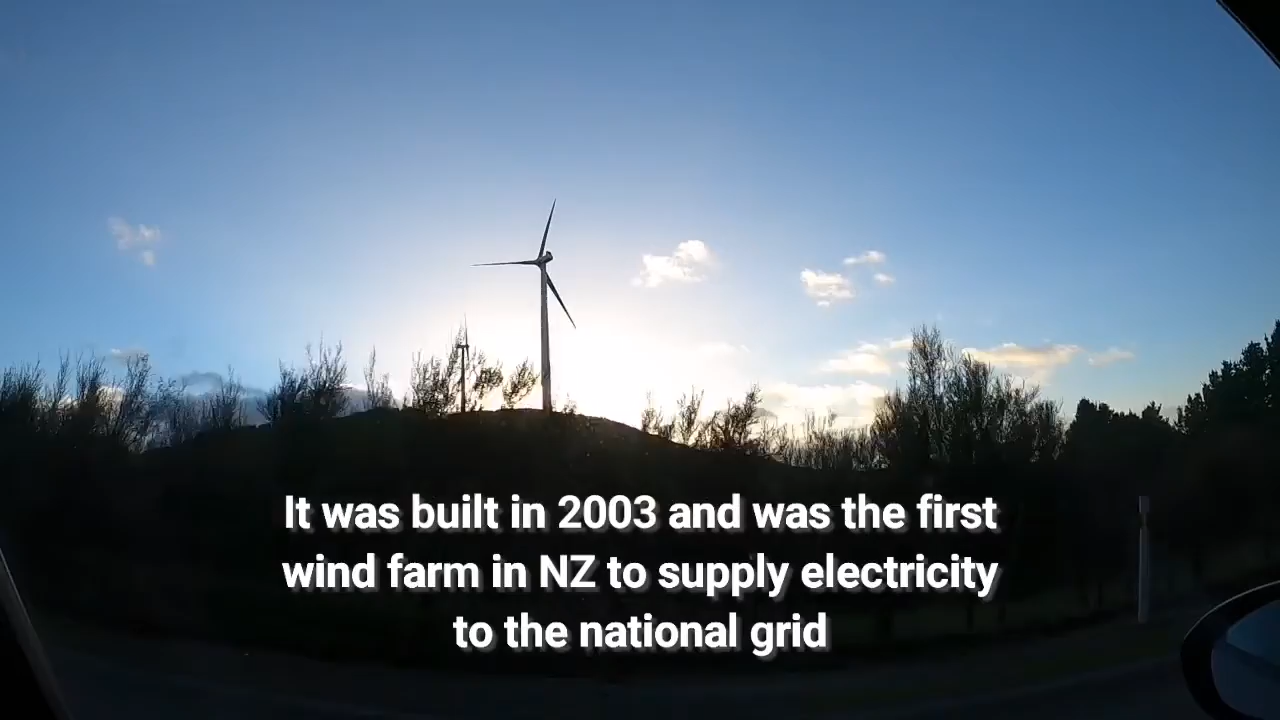 It was built in 2003 and was the first
wind farm in NZ to supply electricity
to the national grid